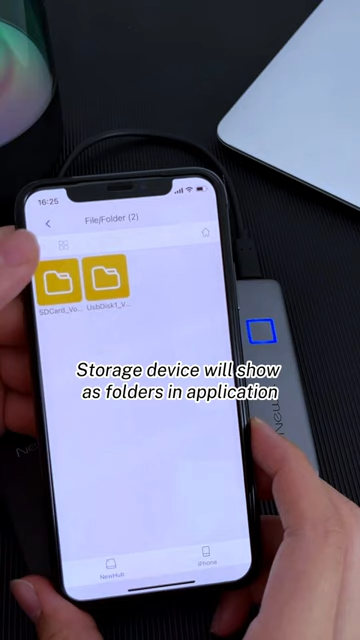 16:25
File/Folder (2)
SDCard_Vo...
UsbDisk1_V...
Storage device will show
as folders in application
NewHub
iPhone